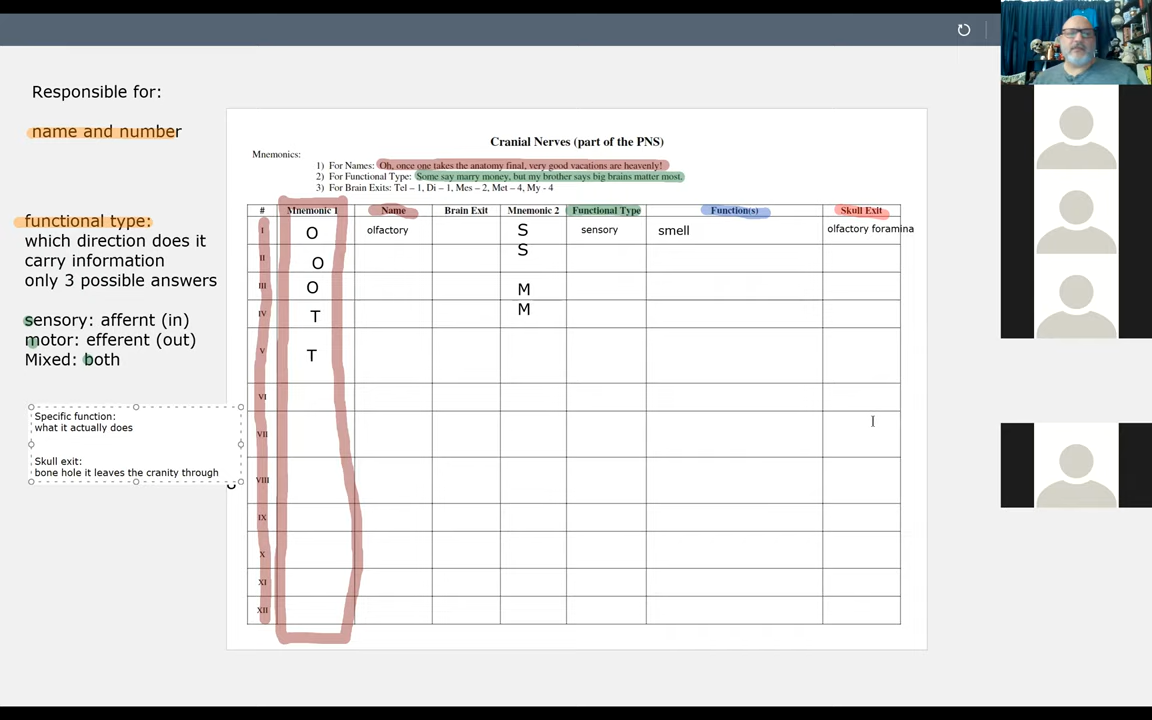 Responsible for:
name and number
functional type:
which direction does it
carry information
only 3 possible answers
sensory: affernt (in)
motor: efferent (out)
Mixed: both
Specific function:
what it actually does
Skull exit:
bone hole it leaves the cranity through
Cranial Nerves (part of the PNS)
Mnemonics:
1) For Names: Oh, once one takes the anatomy final, very good vacations are heavenly!
2) For Functional Type: Some say marry money, but my brother says big brains matter most.
3) For Brain Exits: Tel – 1, Di – 1, Mes – 2, Met – 4, My - 4
# Mnemonic 1 Name Brain Exit Mnemonic 2 Functional Type Function(s) Skull Exit
I O olfactory S sensory smell olfactory foramina
II O S
III O M
IV T M
V T
VI
VII
VIII
IX
X
XI
XII